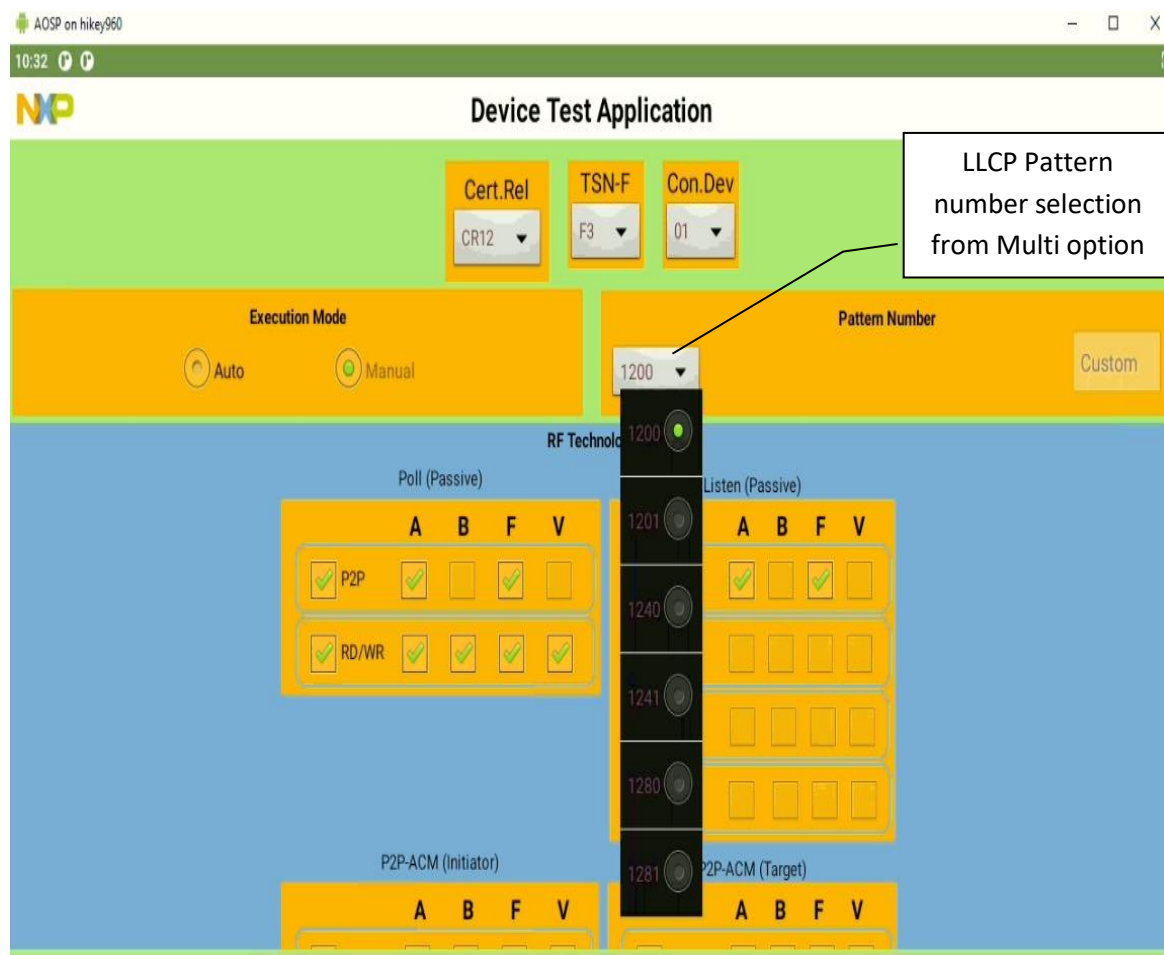 AOSP on hikey960
10:32
NXP
Device Test Application
LLCP Pattern
number selection
from Multi option
Cert.Rel
TSN-F
Con.Dev
CR12
F3
01
Execution Mode
Pattern Number
Auto
Manual
1200
Custom
RF Technolo
1200
Poll (Passive)
Listen (Passive)
A B F V
1201
A B F V
P2P
1240
RD/WR
1241
1280
P2P-ACM (Initiator)
1281
P2P-ACM (Target)
A B F V
A B F V